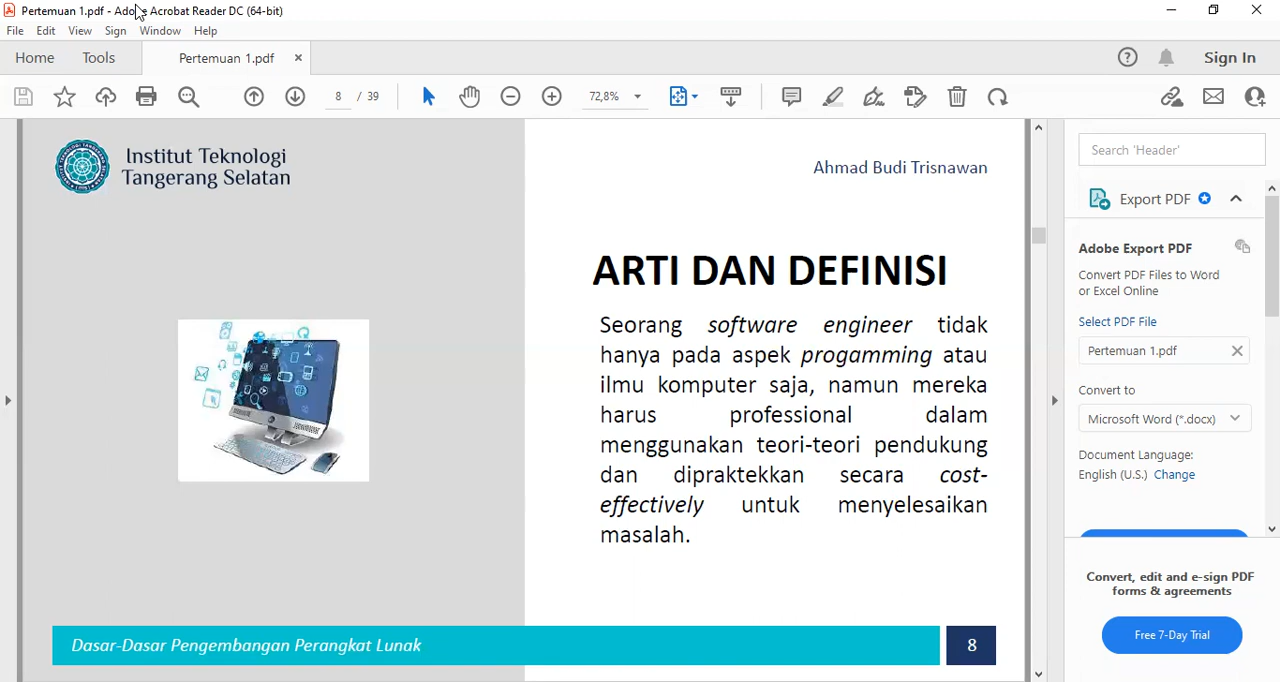 Pertemuan 1.pdf - Adobe Acrobat Reader DC (64-bit)
File Edit View Sign Window Help
Home Tools Pertemuan 1.pdf Sign In
8 / 39 72,8%
Institut Teknologi
Tangerang Selatan
Ahmad Budi Trisnawan
ARTI DAN DEFINISI
Seorang software engineer tidak
hanya pada aspek progamming atau
ilmu komputer saja, namun mereka
harus professional dalam
menggunakan teori-teori pendukung
dan dipraktekkan secara cost-
effectively untuk menyelesaikan
masalah.
Dasar-Dasar Pengembangan Perangkat Lunak 8
Search 'Header'
Export PDF
Adobe Export PDF
Convert PDF Files to Word
or Excel Online
Select PDF File
Pertemuan 1.pdf
Convert to
Microsoft Word (*.docx)
Document Language:
English (U.S.) Change
Convert, edit and e-sign PDF
forms & agreements
Free 7-Day Trial